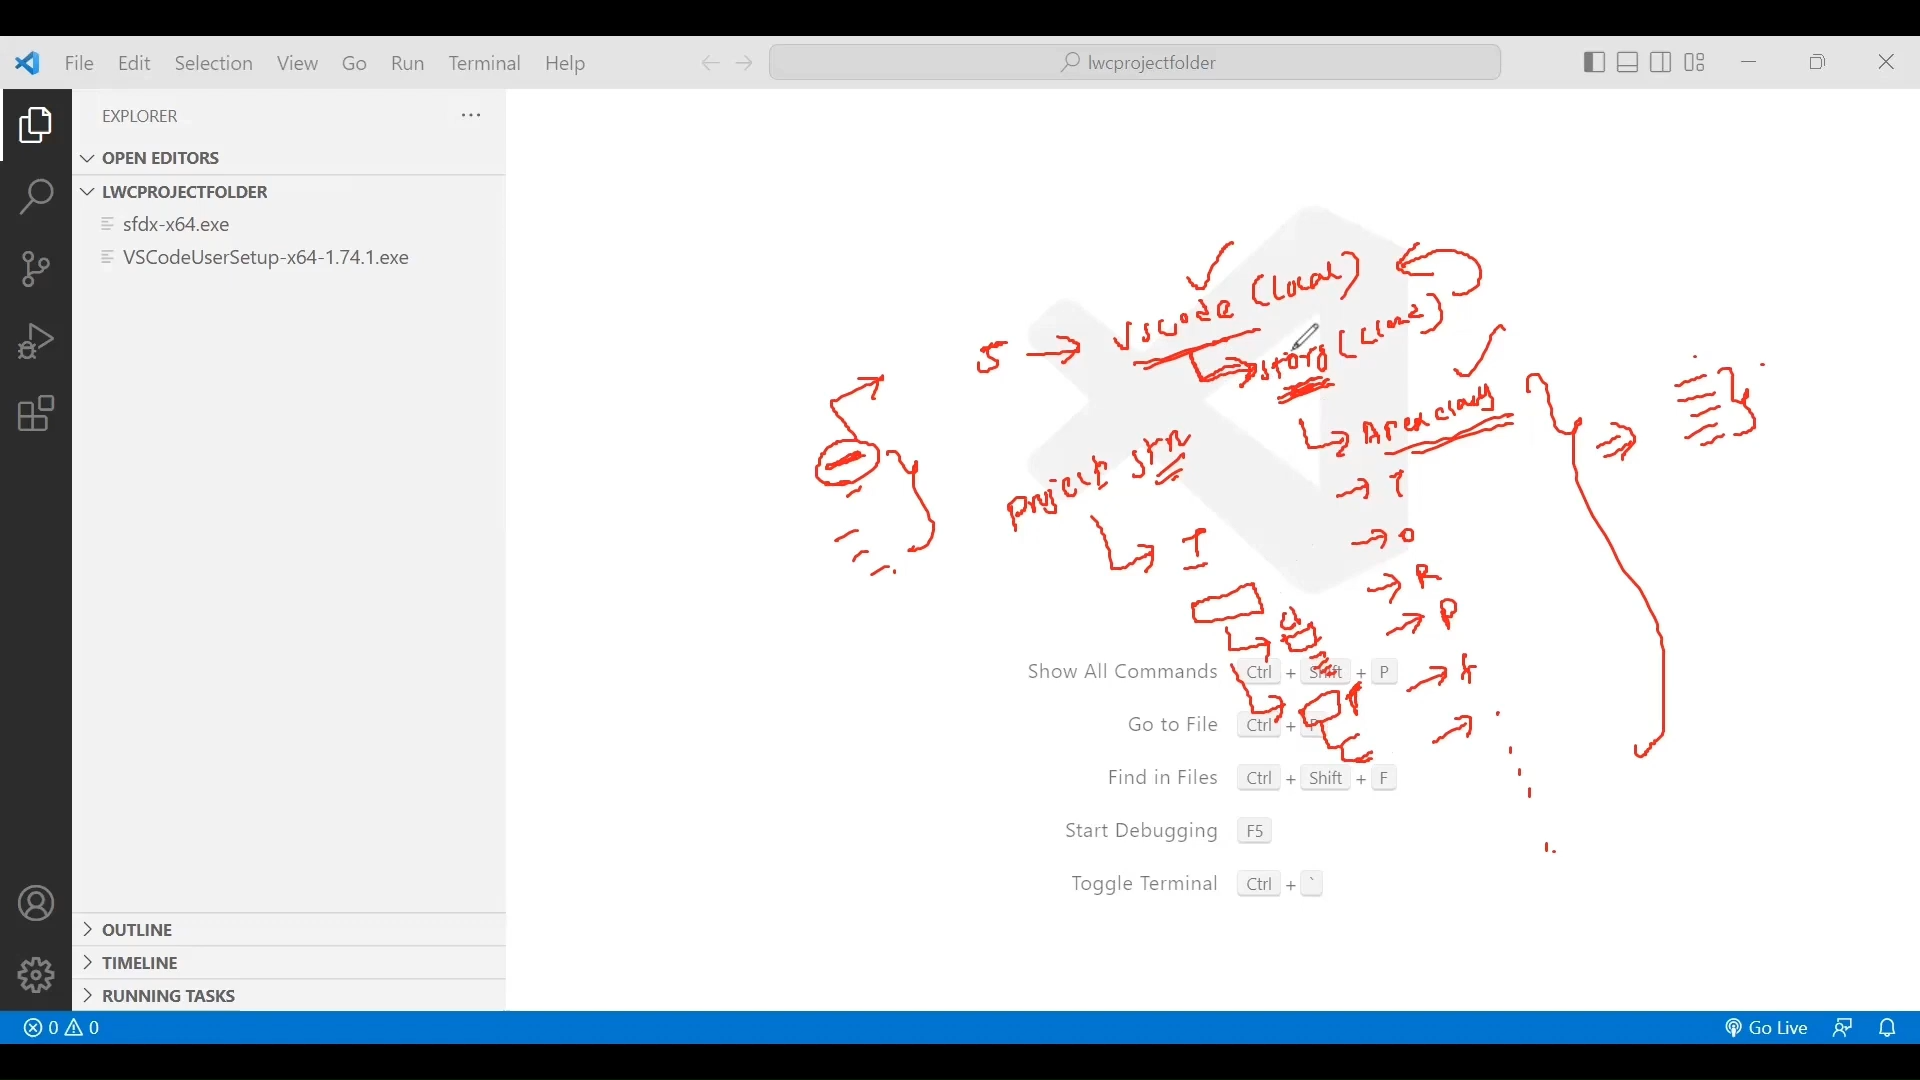 File Edit Selection View Go Run Terminal Help
lwcprojectfolder
EXPLORER
OPEN EDITORS
LWCPROJECTFOLDER
sfdx-x64.exe
VSCodeUserSetup-x64-1.74.1.exe
5 → VSCode (Local)
project str
I
→ T
→ O
→ R
→ P
Show All Commands Ctrl + Shift + P
Go to File Ctrl + P
Find in Files Ctrl + Shift + F
Start Debugging F5
Toggle Terminal Ctrl + `
OUTLINE
TIMELINE
RUNNING TASKS
0 0
Go Live